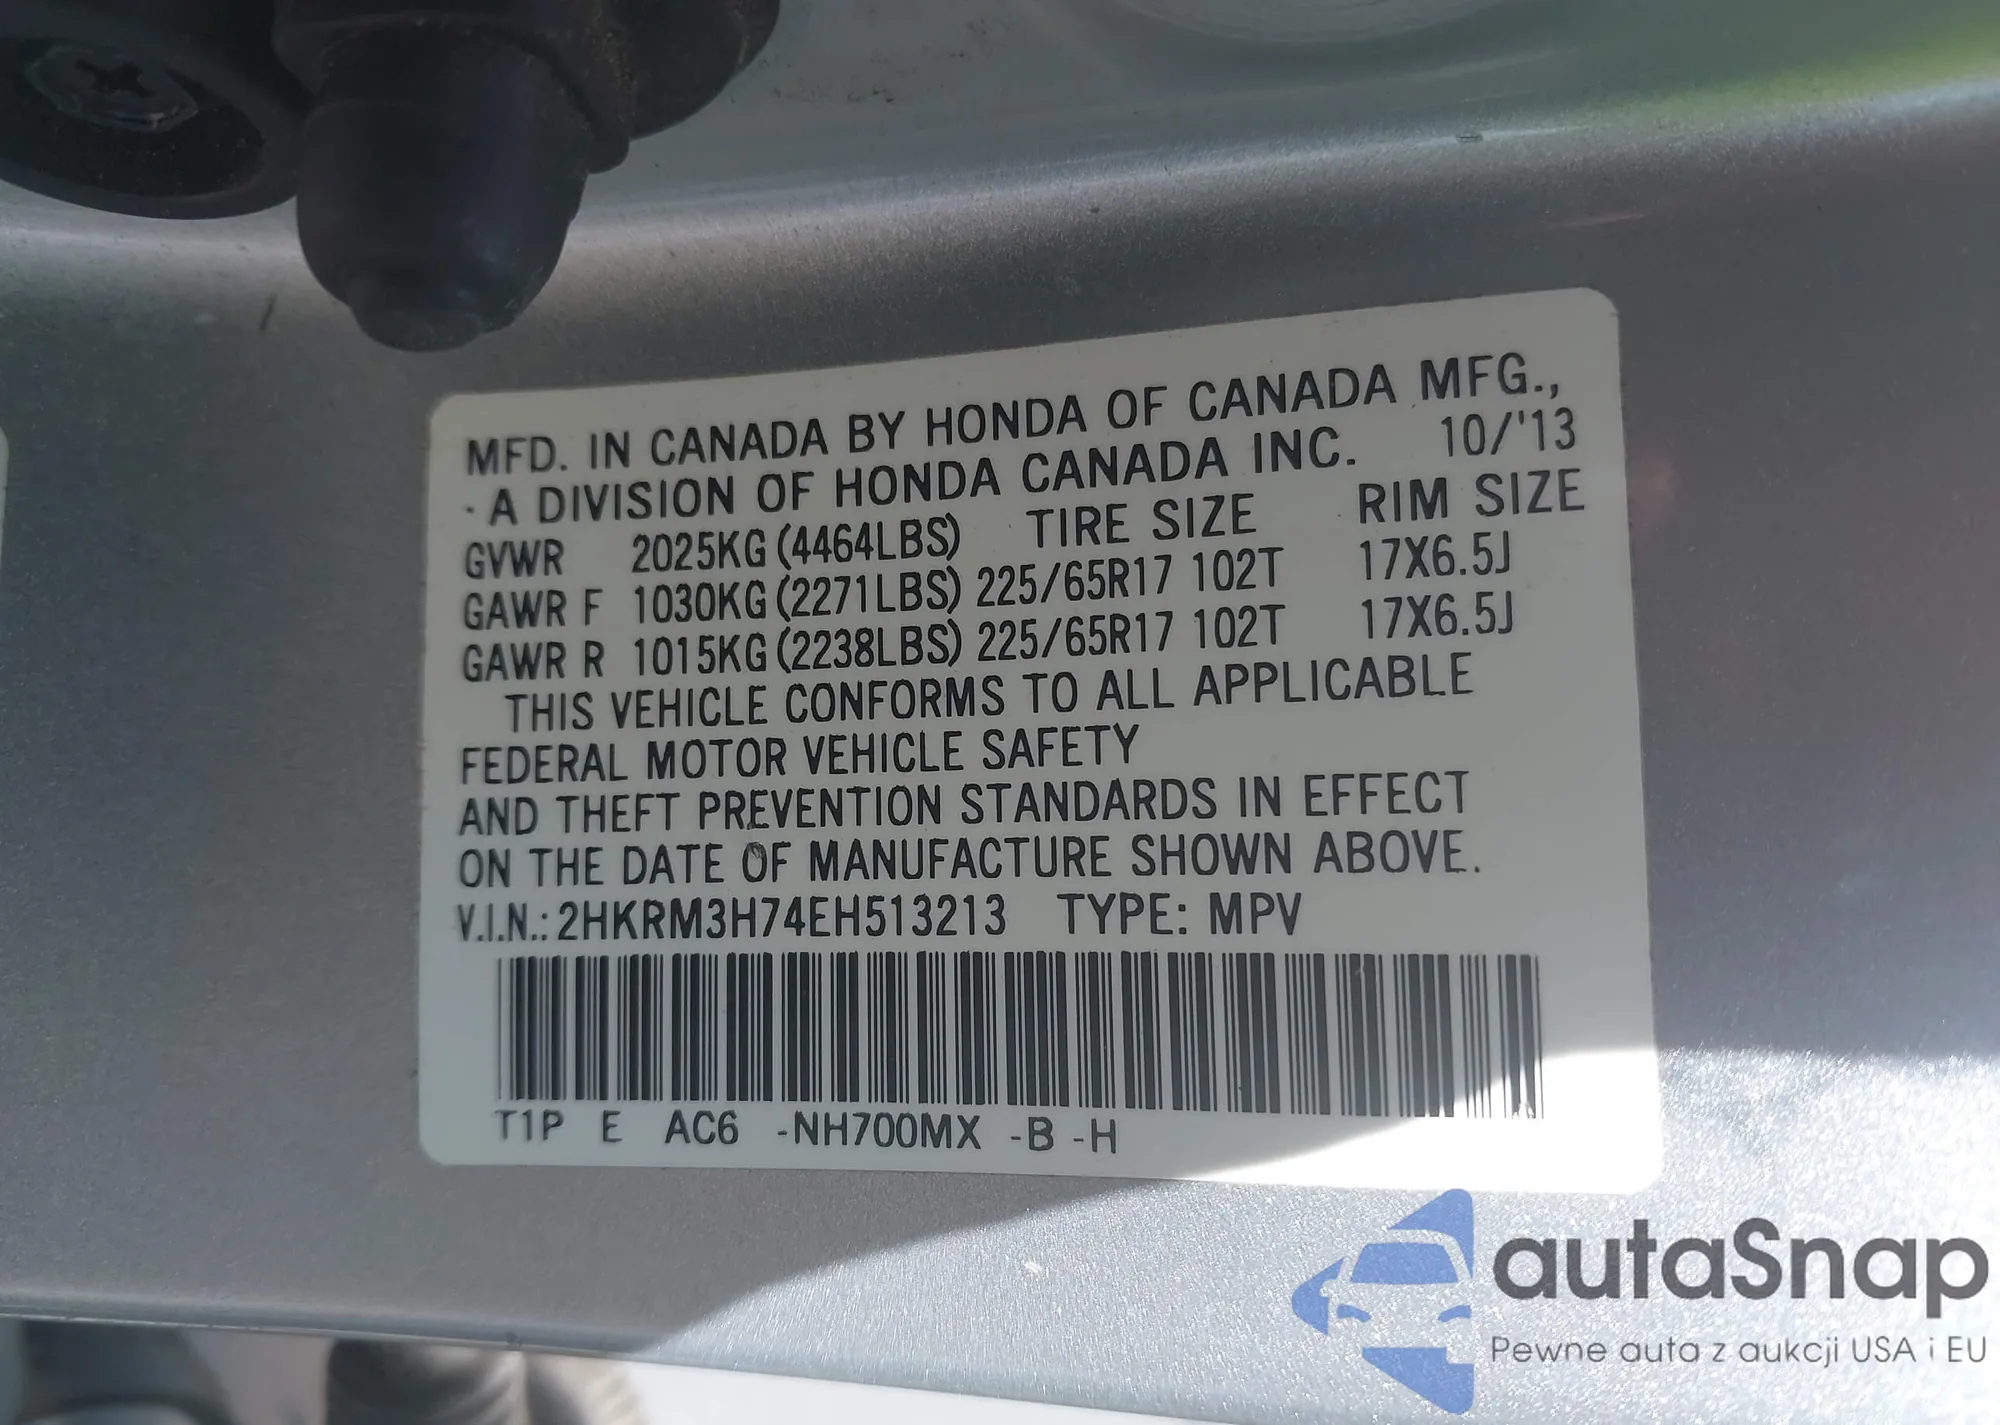 MFD. IN CANADA BY HONDA OF CANADA MFG.,
A DIVISION OF HONDA CANADA INC. 10/'13
GVWR 2025KG (4464LBS) TIRE SIZE RIM SIZE
GAWR F 1030KG (2271LBS) 225/65R17 102T 17X6.5J
GAWR R 1015KG (2238LBS) 225/65R17 102T 17X6.5J
THIS VEHICLE CONFORMS TO ALL APPLICABLE
FEDERAL MOTOR VEHICLE SAFETY
AND THEFT PREVENTION STANDARDS IN EFFECT
ON THE DATE OF MANUFACTURE SHOWN ABOVE.
V.I.N.: 2HKRM3H74EH513213 TYPE: MPV
T1P E AC6 -NH700MX -B -H
autaSnap
Pewne auta z aukcji USA i EU